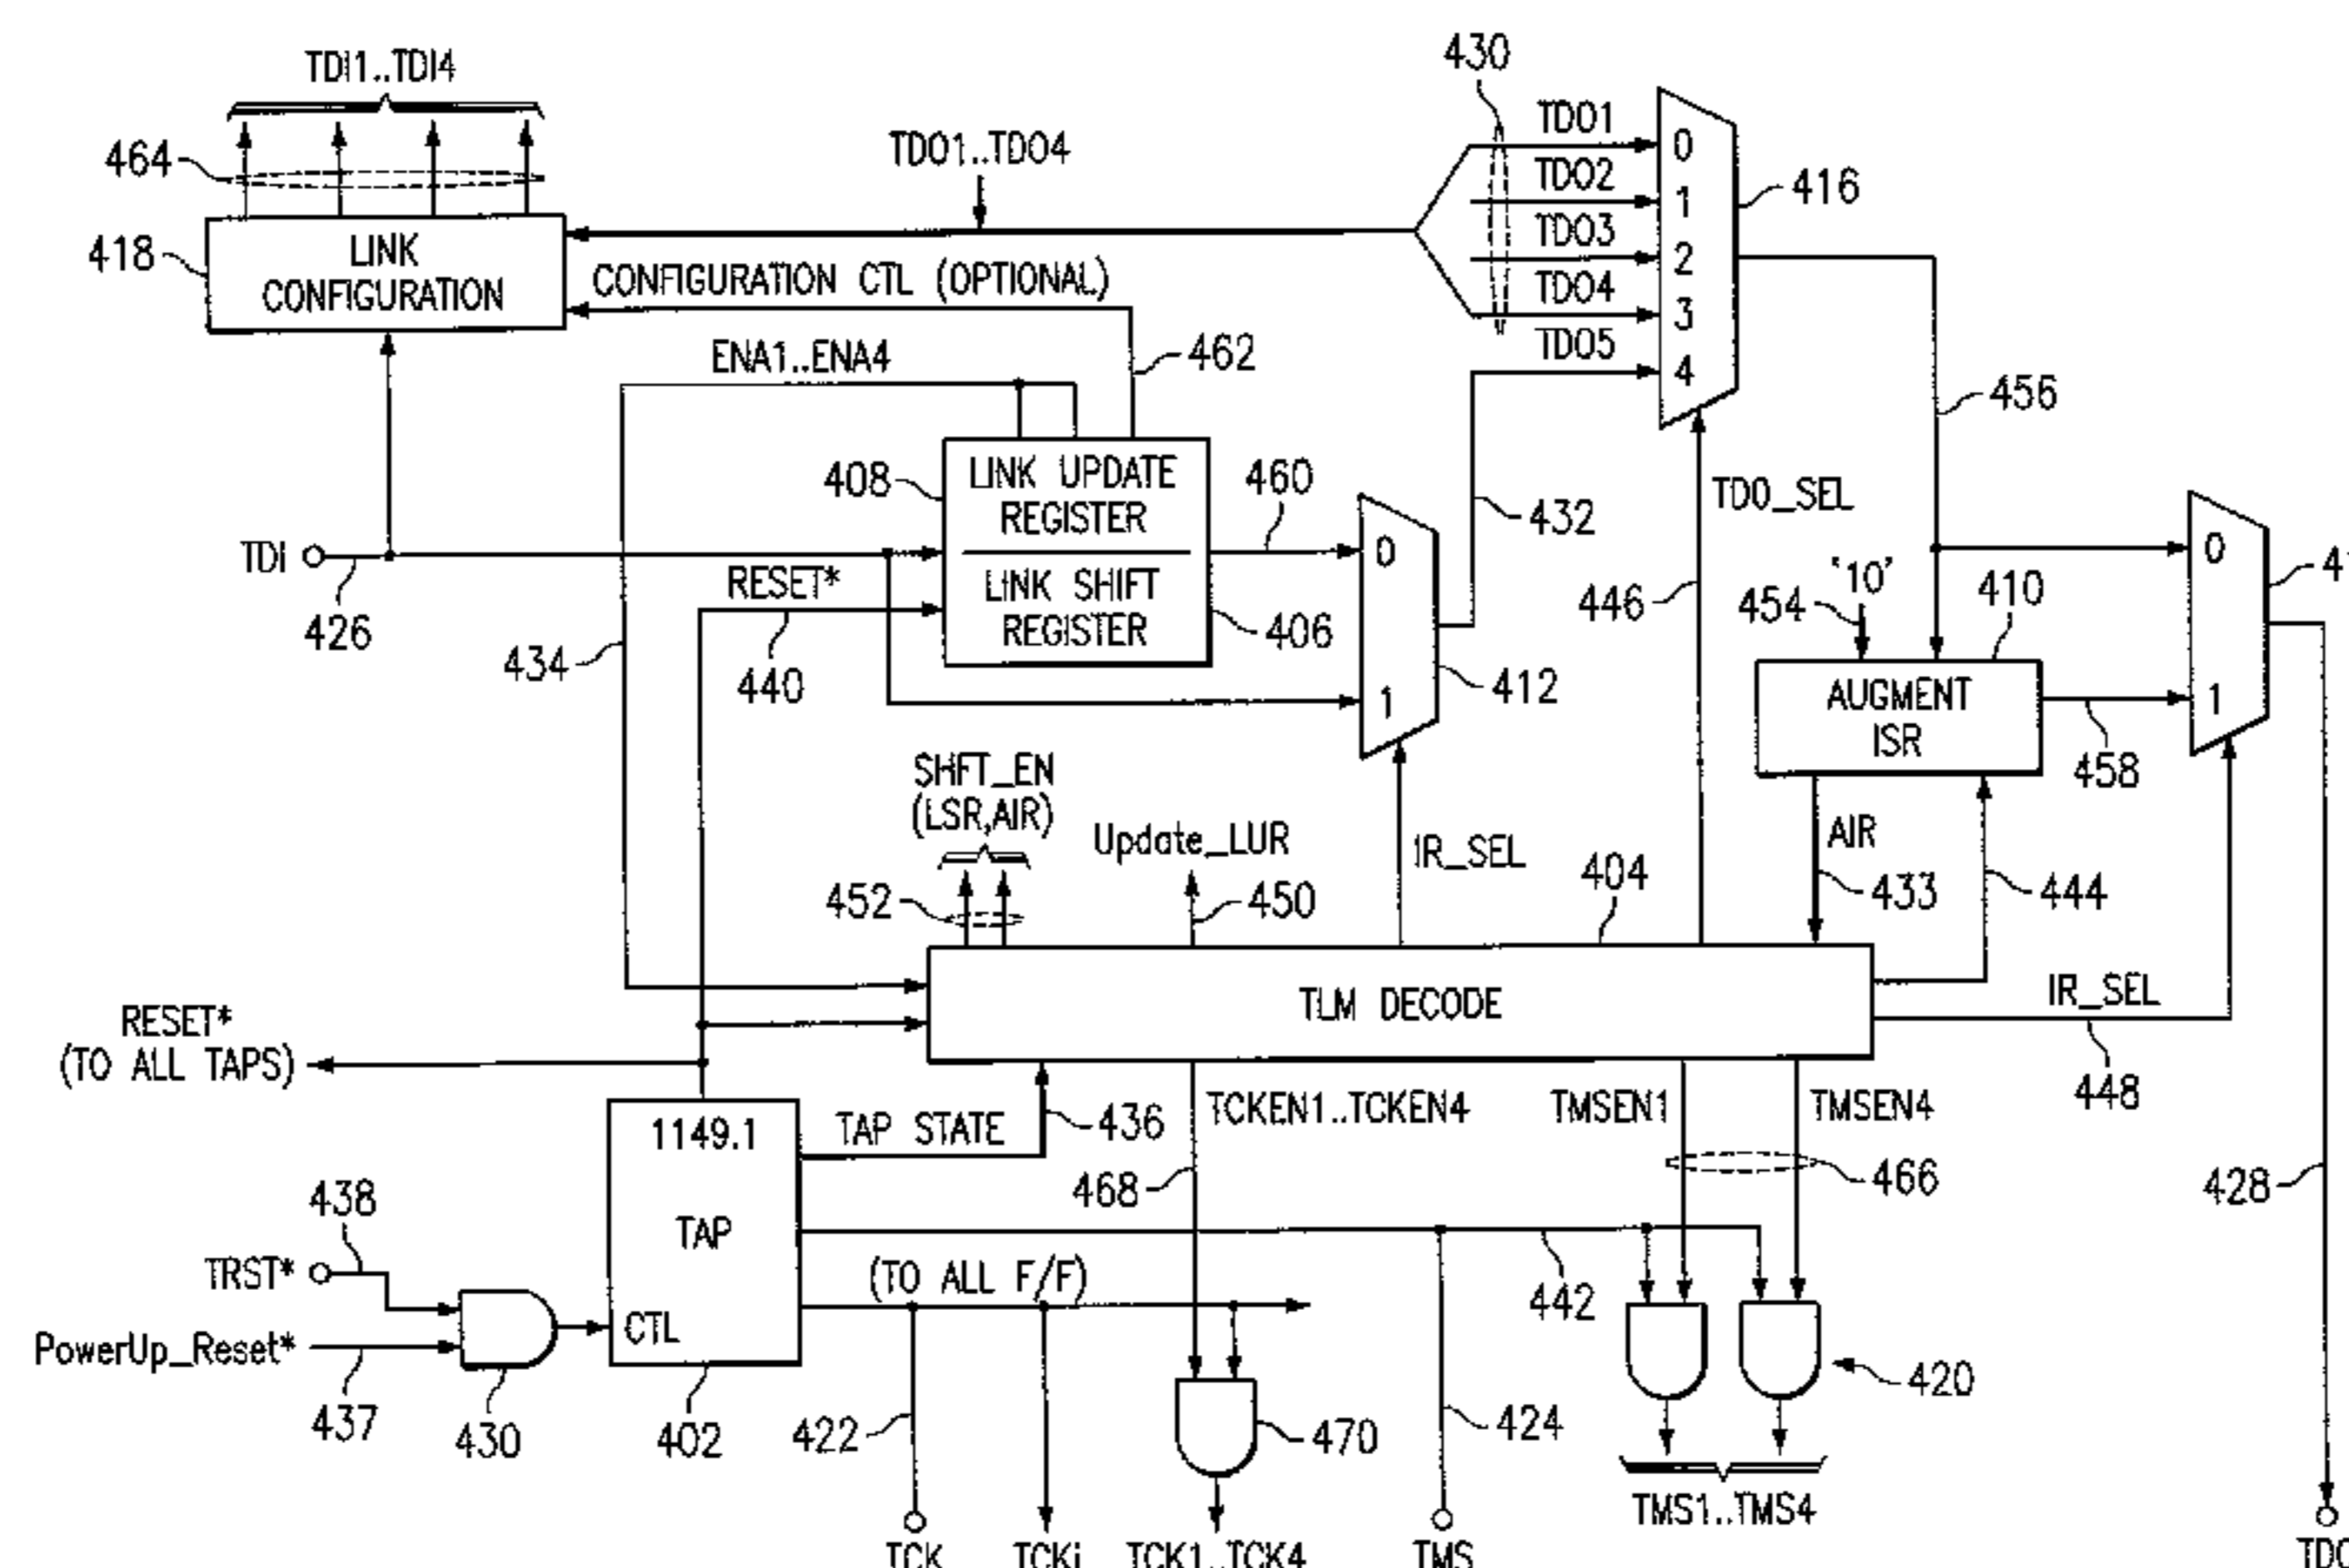 TDI1..TDI4
430
464
TDO1..TDO4
TDO1
0
TDO2
1
416
TDO3
2
418
LINK
CONFIGURATION
CONFIGURATION CTL (OPTIONAL)
TDO4
3
TDO5
4
ENA1..ENA4
462
456
408
LINK UPDATE
REGISTER
460
432
TDO_SEL
TDI
426
0
0
RESET*
LINK SHIFT
REGISTER
406
446
'10'
454
410
434
440
1
412
AUGMENT
ISR
1
458
SHFT_EN
(LSR,AIR)
Update_LUR
IR_SEL
AIR
404
452
450
433
444
TLM DECODE
IR_SEL
448
RESET*
(TO ALL TAPS)
1149.1
TAP STATE
436
TCKEN1..TCKEN4
TMSEN1
TMSEN4
468
466
428
438
TAP
TRST*
(TO ALL F/F)
442
CTL
PowerUp_Reset*
437
430
402
422
470
424
420
TMS1..TMS4
TCK
TCKi
TCK1..TCK4
TMS